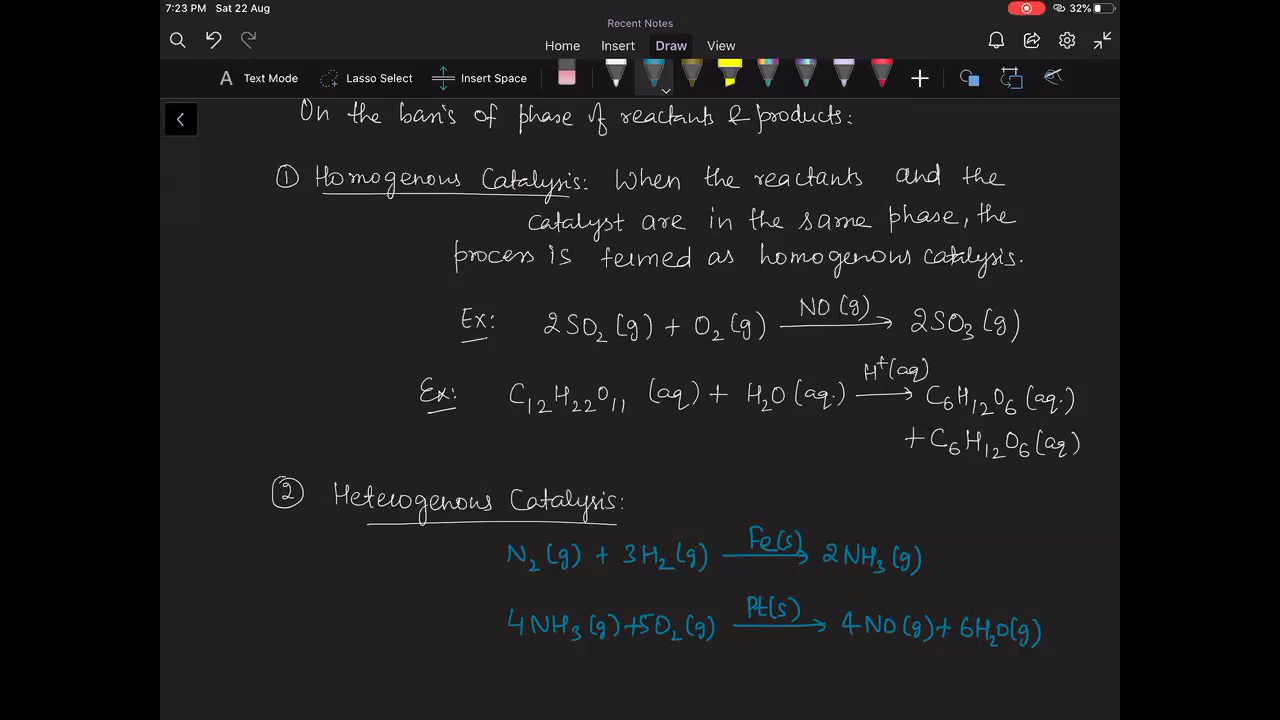 7:23 PM Sat 22 Aug
32%
Recent Notes
Home Insert Draw View
Text Mode Lasso Select Insert Space
On the basis of phase of reactants & products:
① Homogenous Catalysis: When the reactants and the
catalyst are in the same phase, the
process is termed as homogenous catalysis.
Ex: 2SO₂(g) + O₂(g) NO(g)⟶ 2SO₃(g)
Ex: C₁₂H₂₂O₁₁ (aq) + H₂O(aq.) H⁺(aq)⟶ C₆H₁₂O₆(aq.)
+ C₆H₁₂O₆(aq)
② Heterogenous Catalysis:
N₂(g) + 3H₂(g) Fe(s)⟶ 2NH₃(g)
4NH₃(g)+5O₂(g) Pt(s)⟶ 4NO(g)+6H₂O(g)